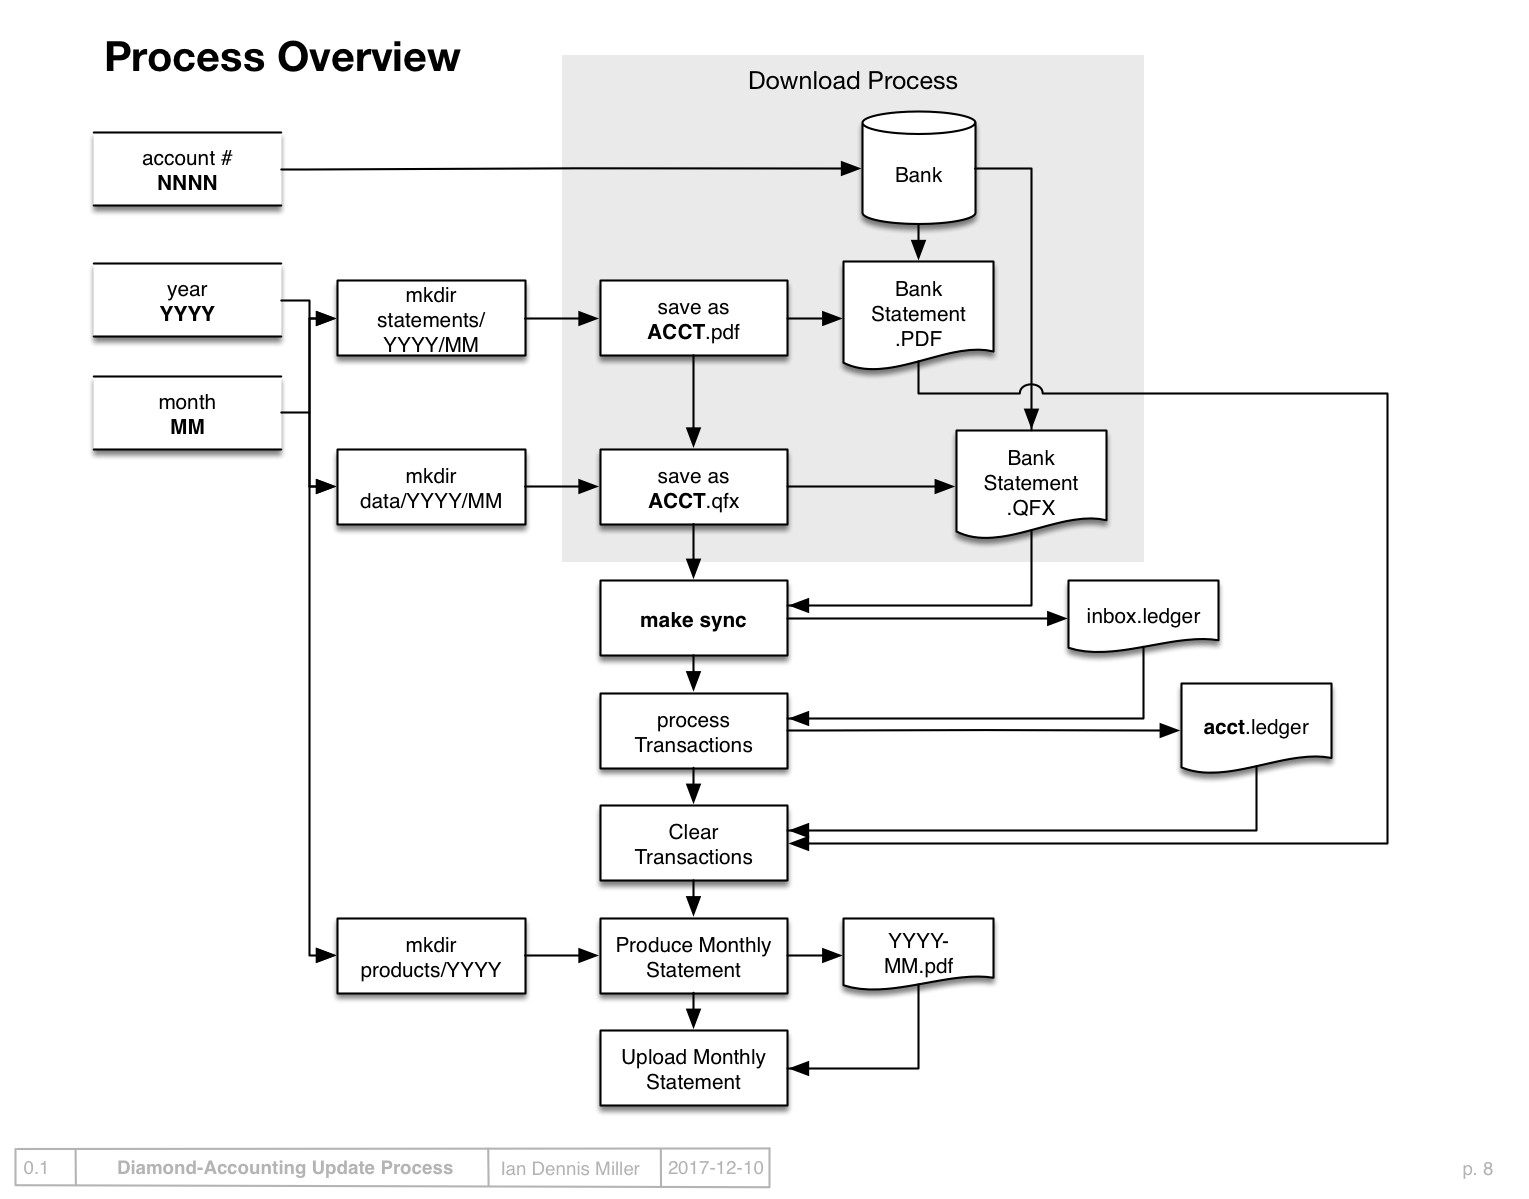 Process Overview
Download Process
account #
NNNN
Bank
year
YYYY
mkdir
statements/
YYYY/MM
save as
ACCT.pdf
Bank
Statement
.PDF
month
MM
mkdir
data/YYYY/MM
save as
ACCT.qfx
Bank
Statement
.QFX
make sync
inbox.ledger
process
Transactions
acct.ledger
Clear
Transactions
mkdir
products/YYYY
Produce Monthly
Statement
YYYY-
MM.pdf
Upload Monthly
Statement
0.1 Diamond-Accounting Update Process Ian Dennis Miller 2017-12-10 p. 8